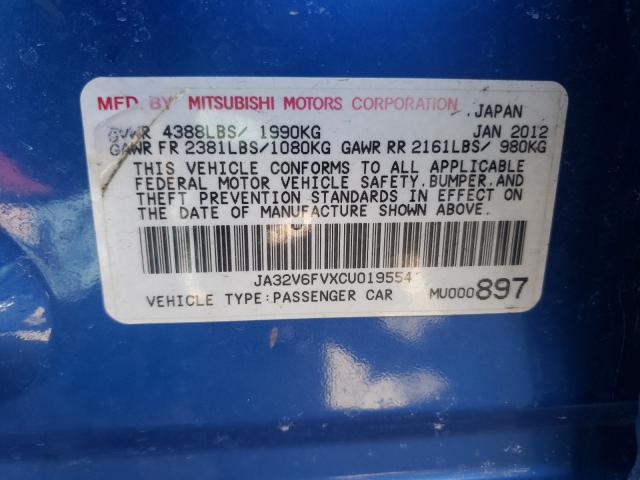 MFD. BY MITSUBISHI MOTORS CORPORATION
JAPAN
GVWR 4388LBS/ 1990KG JAN 2012
GAWR FR 2381LBS/1080KG GAWR RR 2161LBS/ 980KG
THIS VEHICLE CONFORMS TO ALL APPLICABLE
FEDERAL MOTOR VEHICLE SAFETY, BUMPER, AND
THEFT PREVENTION STANDARDS IN EFFECT ON
THE DATE OF MANUFACTURE SHOWN ABOVE.
JA32V6FVXCU019554
VEHICLE TYPE:PASSENGER CAR MU000897